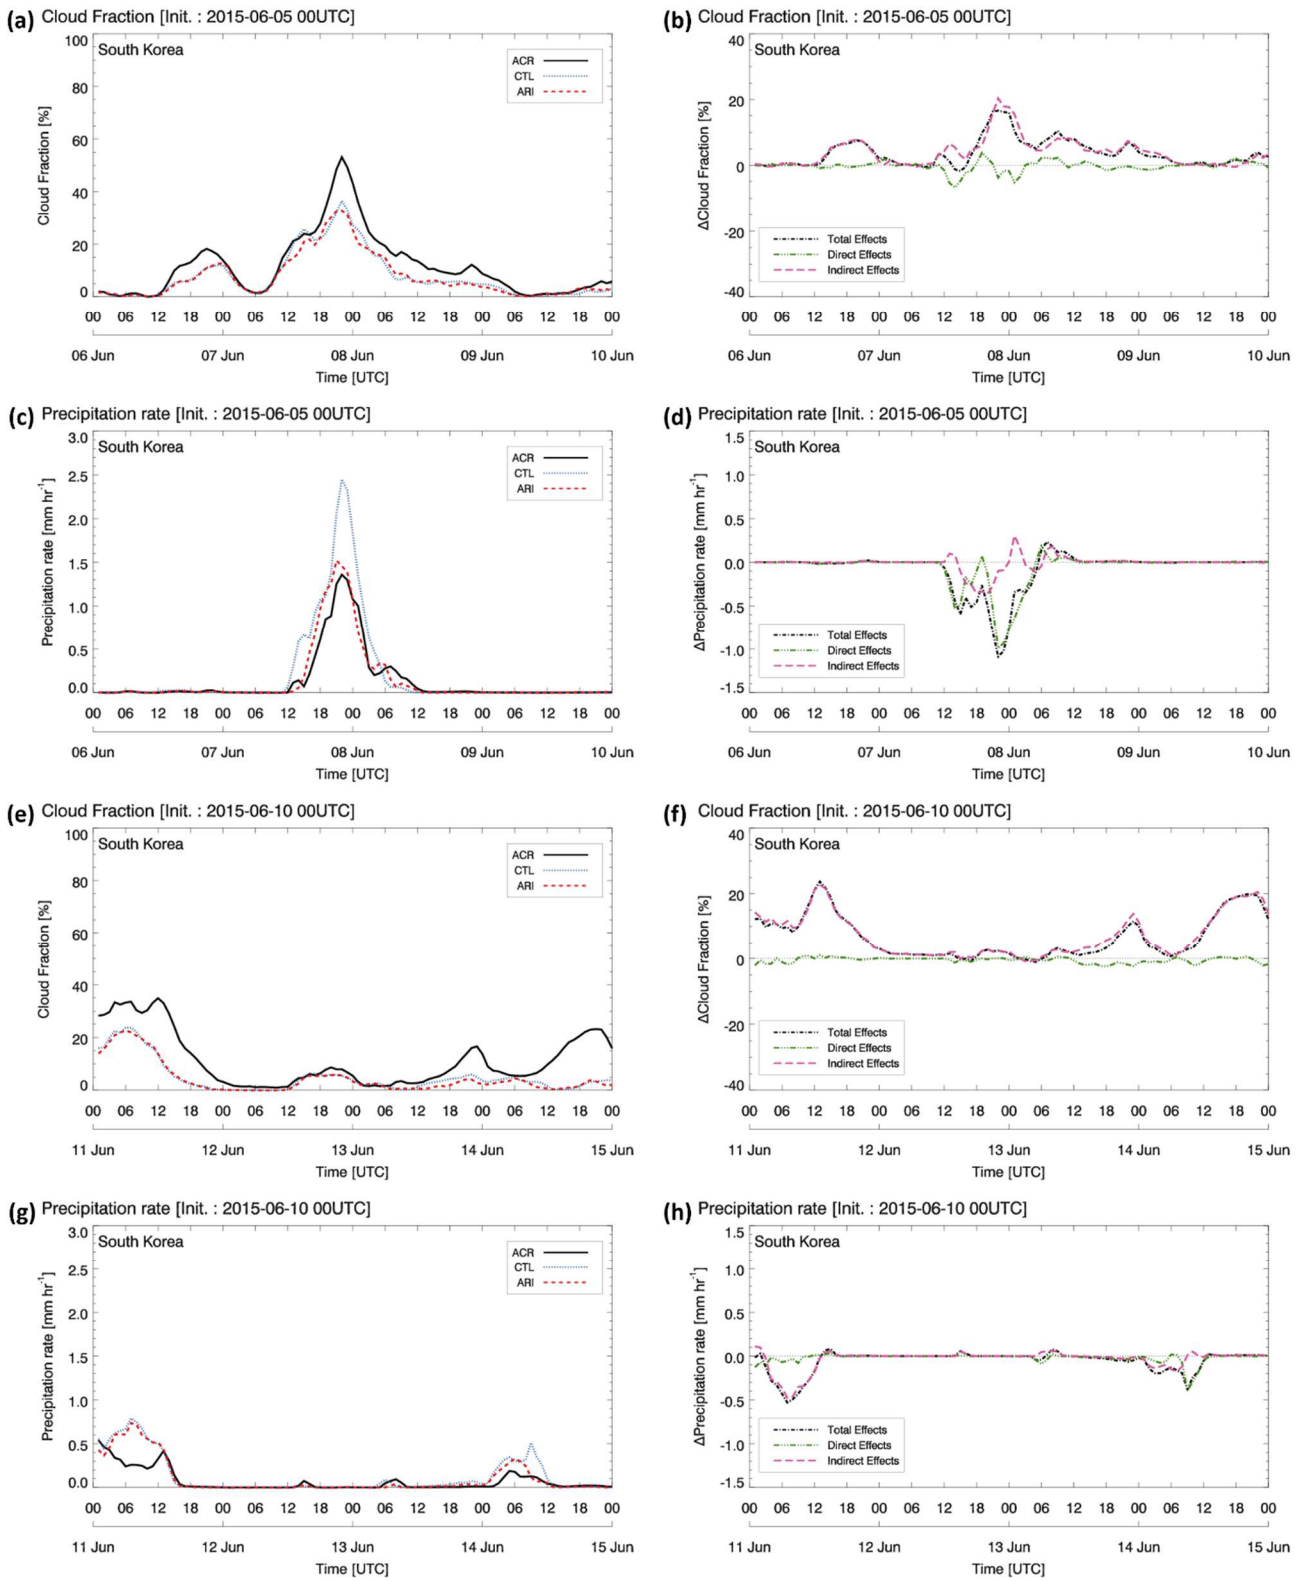 (a) Cloud Fraction [Init. : 2015-06-05 00UTC]
South Korea
ACR
CTL
ARI
Cloud Fraction [%]
100
80
60
40
20
0
00 06 12 18 00 06 12 18 00 06 12 18 00 06 12 18 00
06 Jun 07 Jun 08 Jun 09 Jun 10 Jun
Time [UTC]
(b) Cloud Fraction [Init. : 2015-06-05 00UTC]
South Korea
ΔCloud Fraction [%]
40
20
0
-20
-40
Total Effects
Direct Effects
Indirect Effects
00 06 12 18 00 06 12 18 00 06 12 18 00 06 12 18 00
06 Jun 07 Jun 08 Jun 09 Jun 10 Jun
Time [UTC]
(c) Precipitation rate [Init. : 2015-06-05 00UTC]
South Korea
ACR
CTL
ARI
Precipitation rate [mm hr⁻¹]
3.0
2.5
2.0
1.5
1.0
0.5
0.0
00 06 12 18 00 06 12 18 00 06 12 18 00 06 12 18 00
06 Jun 07 Jun 08 Jun 09 Jun 10 Jun
Time [UTC]
(d) Precipitation rate [Init. : 2015-06-05 00UTC]
South Korea
ΔPrecipitation rate [mm hr⁻¹]
1.5
1.0
0.5
0.0
-0.5
-1.0
-1.5
Total Effects
Direct Effects
Indirect Effects
00 06 12 18 00 06 12 18 00 06 12 18 00 06 12 18 00
06 Jun 07 Jun 08 Jun 09 Jun 10 Jun
Time [UTC]
(e) Cloud Fraction [Init. : 2015-06-10 00UTC]
South Korea
ACR
CTL
ARI
Cloud Fraction [%]
100
80
60
40
20
0
00 06 12 18 00 06 12 18 00 06 12 18 00 06 12 18 00
11 Jun 12 Jun 13 Jun 14 Jun 15 Jun
Time [UTC]
(f) Cloud Fraction [Init. : 2015-06-10 00UTC]
South Korea
ΔCloud Fraction [%]
40
20
0
-20
-40
Total Effects
Direct Effects
Indirect Effects
00 06 12 18 00 06 12 18 00 06 12 18 00 06 12 18 00
11 Jun 12 Jun 13 Jun 14 Jun 15 Jun
Time [UTC]
(g) Precipitation rate [Init. : 2015-06-10 00UTC]
South Korea
ACR
CTL
ARI
Precipitation rate [mm hr⁻¹]
3.0
2.5
2.0
1.5
1.0
0.5
0.0
00 06 12 18 00 06 12 18 00 06 12 18 00 06 12 18 00
11 Jun 12 Jun 13 Jun 14 Jun 15 Jun
Time [UTC]
(h) Precipitation rate [Init. : 2015-06-10 00UTC]
South Korea
ΔPrecipitation rate [mm hr⁻¹]
1.5
1.0
0.5
0.0
-0.5
-1.0
-1.5
Total Effects
Direct Effects
Indirect Effects
00 06 12 18 00 06 12 18 00 06 12 18 00 06 12 18 00
11 Jun 12 Jun 13 Jun 14 Jun 15 Jun
Time [UTC]